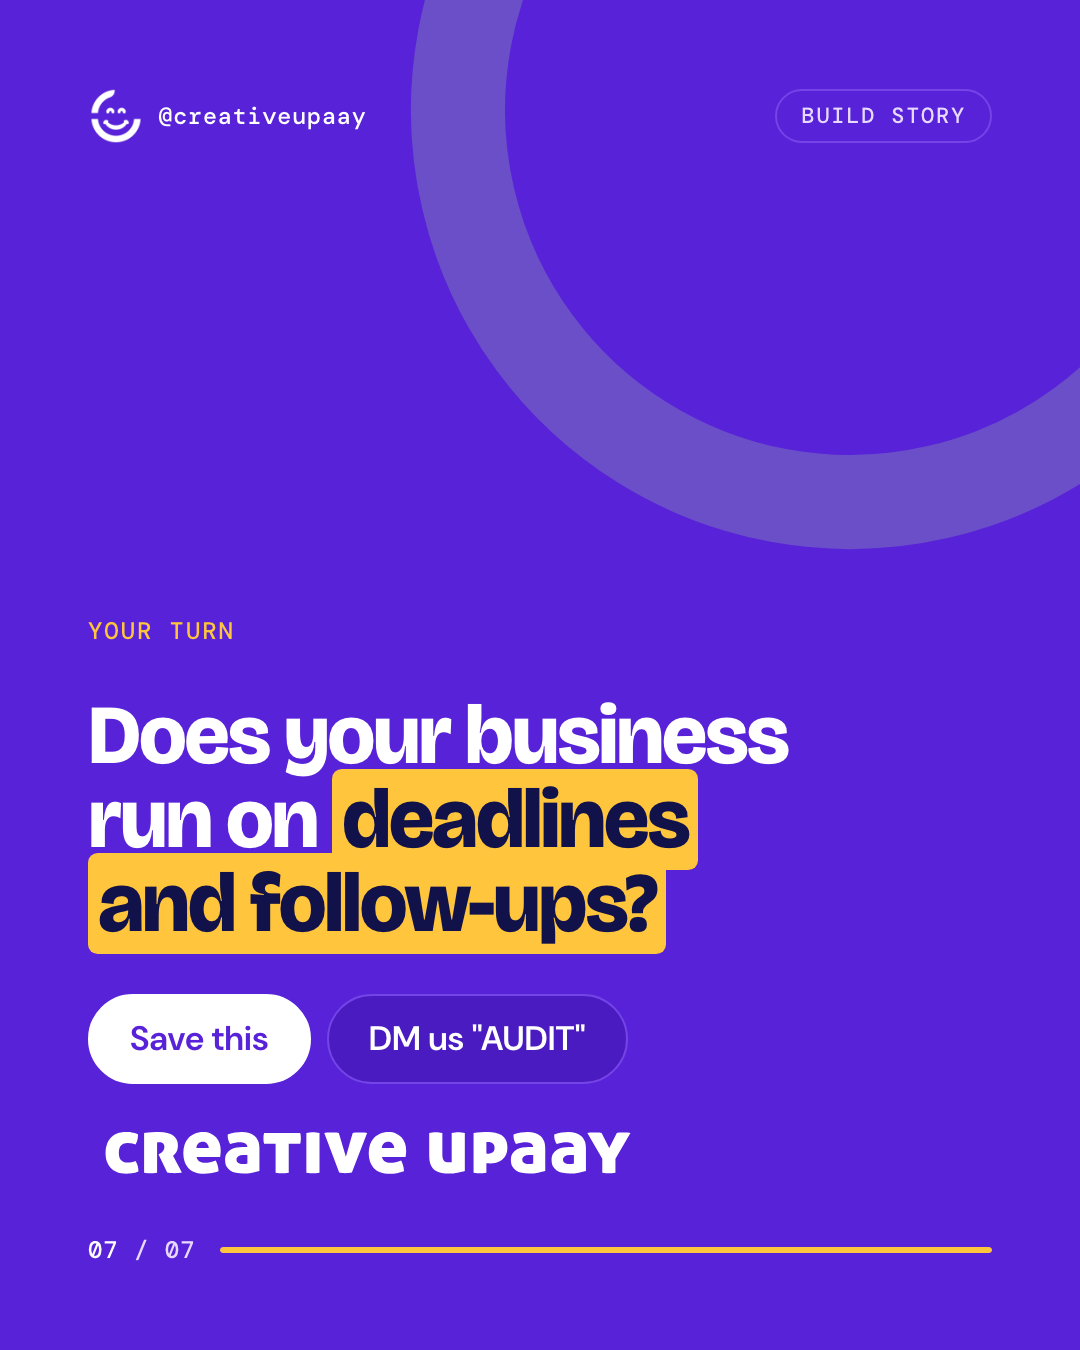 @creativeupaay
BUILD STORY
YOUR TURN
Does your business
run on deadlines
and follow-ups?
Save this
DM us "AUDIT"
creative upaay
07 / 07